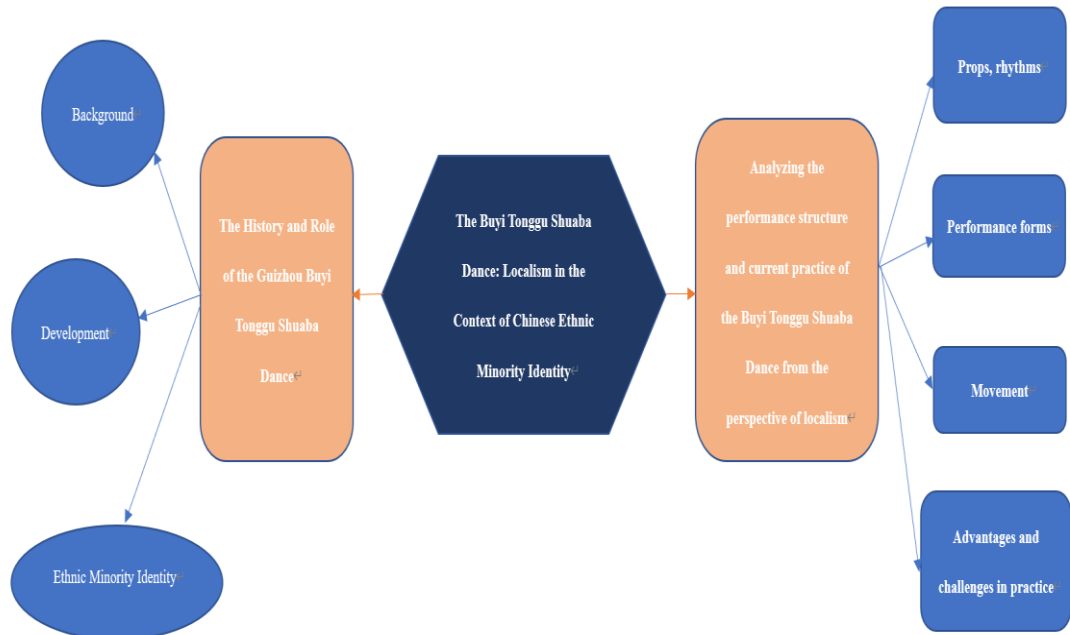 Background
Development
Ethnic Minority Identity
The History and Role
of the Guizhou Buyi
Tonggu Shuaba
Dance
The Buyi Tonggu Shuaba
Dance: Localism in the
Context of Chinese Ethnic
Minority Identity
Analyzing the
performance structure
and current practice of
the Buyi Tonggu Shuaba
Dance from the
perspective of localism
Props, rhythms
Performance forms
Movement
Advantages and
challenges in practice